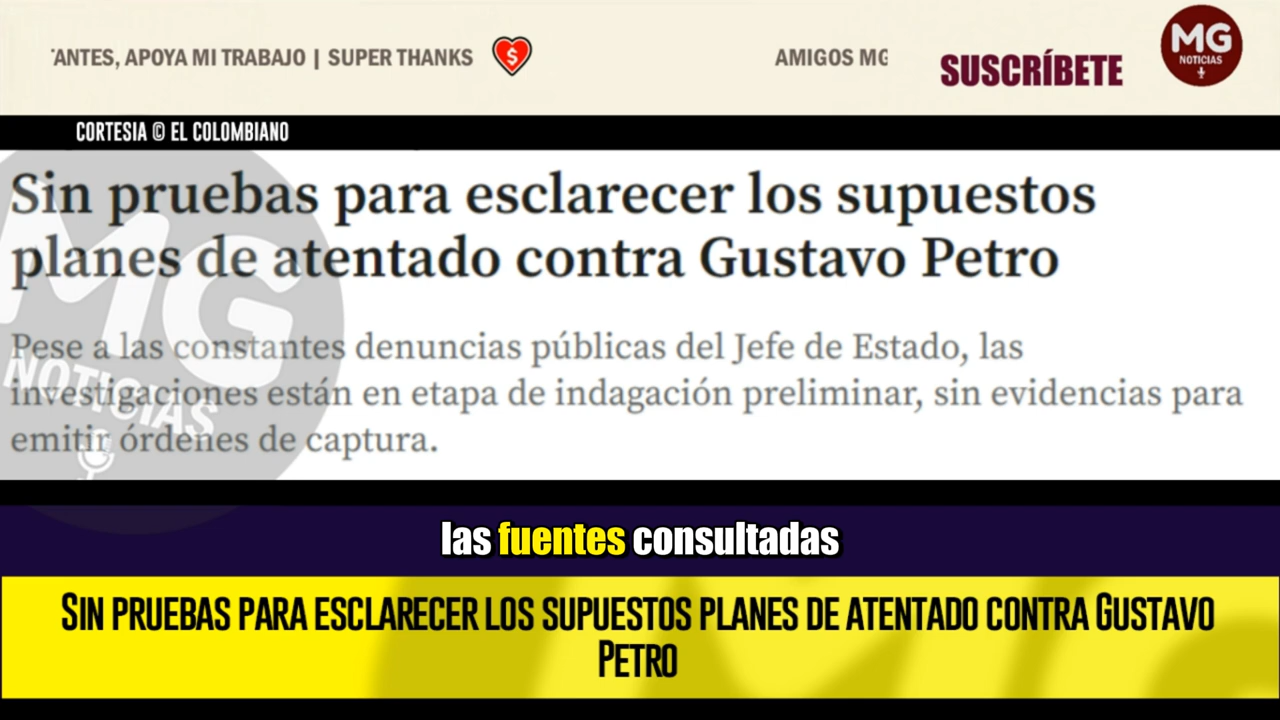 'ANTES, APOYA MI TRABAJO | SUPER THANKS
AMIGOS MG
SUSCRÍBETE
MG
NOTICIAS
CORTESIA © EL COLOMBIANO
Sin pruebas para esclarecer los supuestos
planes de atentado contra Gustavo Petro
Pese a las constantes denuncias públicas del Jefe de Estado, las
investigaciones están en etapa de indagación preliminar, sin evidencias para
emitir órdenes de captura.
MG
NOTICIAS
las fuentes consultadas
SIN PRUEBAS PARA ESCLARECER LOS SUPUESTOS PLANES DE ATENTADO CONTRA GUSTAVO
PETRO